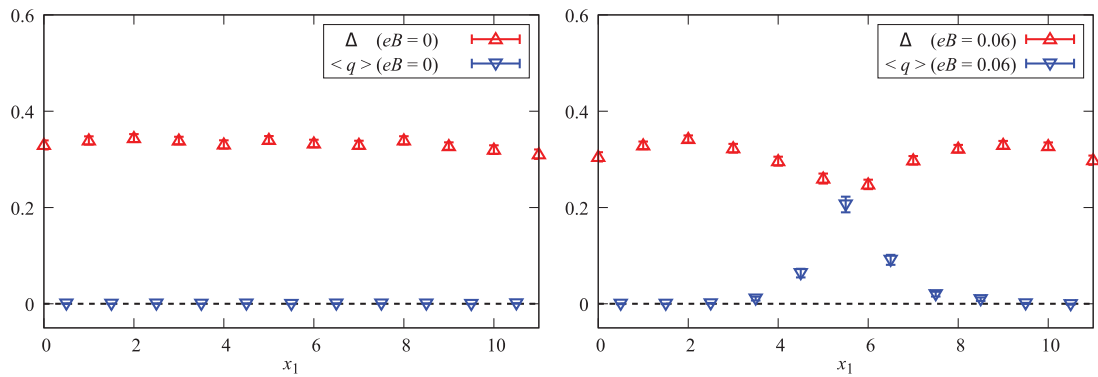 0.6
0.4
0.2
0
0 2 4 6 8 10
x1
Δ (eB = 0)
< q > (eB = 0)
0.6
0.4
0.2
0
0 2 4 6 8 10
x1
Δ (eB = 0.06)
< q > (eB = 0.06)